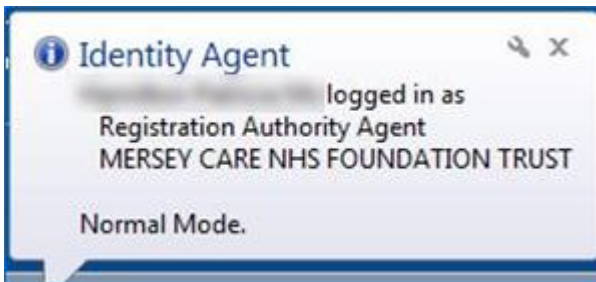 Identity Agent
logged in as
Registration Authority Agent
MERSEY CARE NHS FOUNDATION TRUST
Normal Mode.